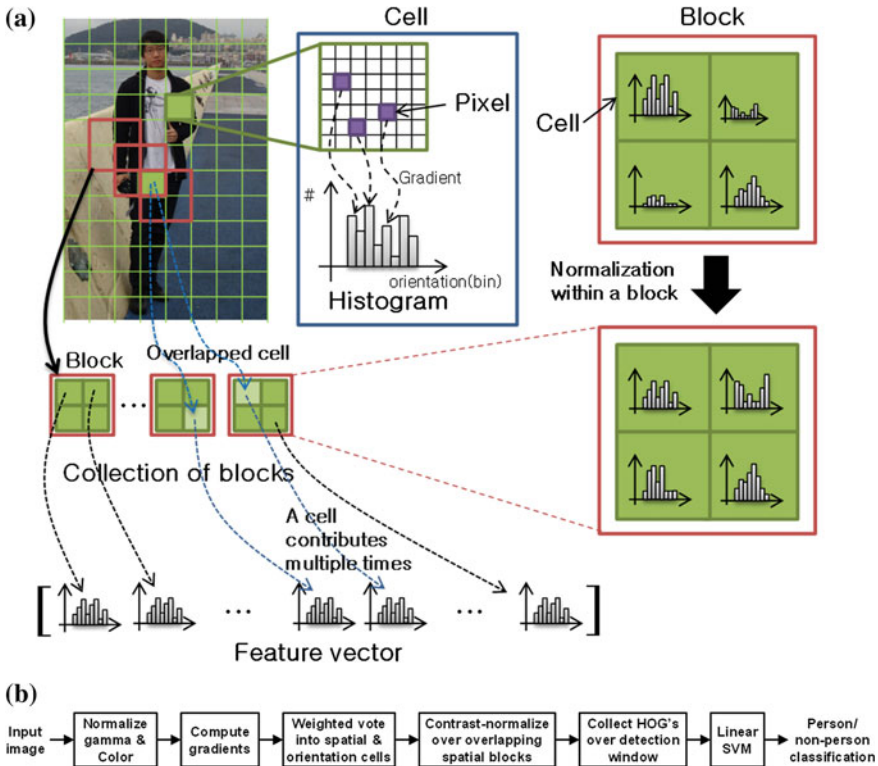 (a)
Cell
Block
Pixel
Cell
Gradient
#
orientation(bin)
Histogram
Normalization
within a block
Block
Overlapped cell
...
Collection of blocks
A cell
contributes
multiple times
[ ... ... ]
Feature vector
(b)
Input
image
Normalize
gamma &
Color
Compute
gradients
Weighted vote
into spatial &
orientation cells
Contrast-normalize
over overlapping
spatial blocks
Collect HOG's
over detection
window
Linear
SVM
Person/
non-person
classification